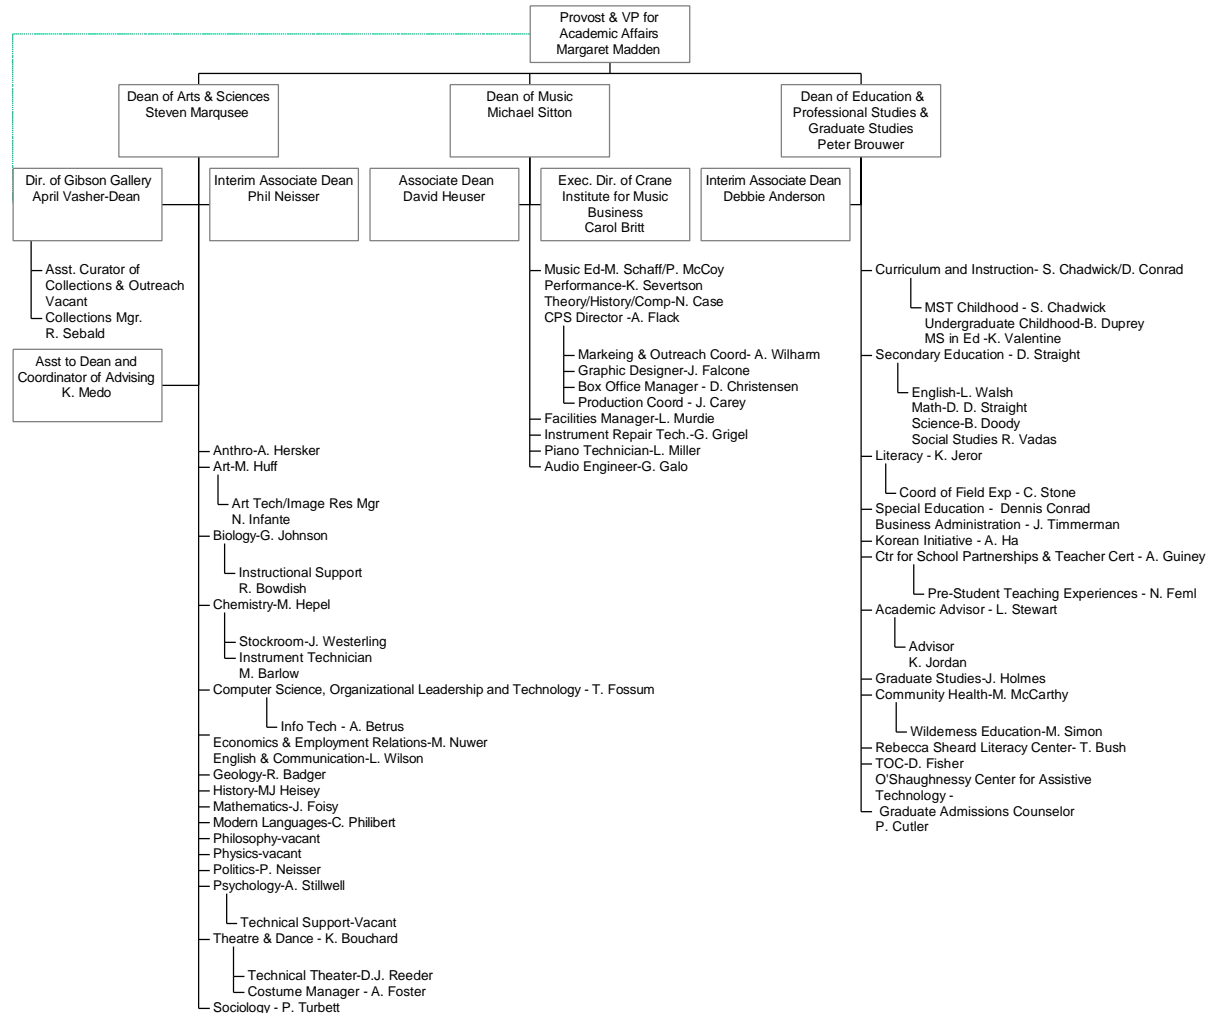 Provost & VP for
Academic Affairs
Margaret Madden
Dean of Arts & Sciences
Steven Marqusee
Dean of Music
Michael Sitton
Dean of Education &
Professional Studies &
Graduate Studies
Peter Brouwer
Dir. of Gibson Gallery
April Vasher-Dean
Interim Associate Dean
Phil Neisser
Associate Dean
David Heuser
Exec. Dir. of Crane
Institute for Music
Business
Carol Britt
Interim Associate Dean
Debbie Anderson
Asst. Curator of
Collections & Outreach
Vacant
Collections Mgr.
R. Sebald
Asst to Dean and
Coordinator of Advising
K. Medo
Anthro-A. Hersker
Art-M. Huff
Art Tech/Image Res Mgr
N. Infante
Biology-G. Johnson
Instructional Support
R. Bowdish
Chemistry-M. Hepel
Stockroom-J. Westerling
Instrument Technician
M. Barlow
Computer Science, Organizational Leadership and Technology - T. Fossum
Info Tech - A. Betrus
Economics & Employment Relations-M. Nuwer
English & Communication-L. Wilson
Geology-R. Badger
History-MJ Heisey
Mathematics-J. Foisy
Modern Languages-C. Philibert
Philosophy-vacant
Physics-vacant
Politics-P. Neisser
Psychology-A. Stillwell
Technical Support-Vacant
Theatre & Dance - K. Bouchard
Technical Theater-D.J. Reeder
Costume Manager - A. Foster
Sociology - P. Turbett
Music Ed-M. Schaff/P. McCoy
Performance-K. Severtson
Theory/History/Comp-N. Case
CPS Director -A. Flack
Markeing & Outreach Coord- A. Wilharm
Graphic Designer-J. Falcone
Box Office Manager - D. Christensen
Production Coord - J. Carey
Facilities Manager-L. Murdie
Instrument Repair Tech.-G. Grigel
Piano Technician-L. Miller
Audio Engineer-G. Galo
Curriculum and Instruction- S. Chadwick/D. Conrad
MST Childhood - S. Chadwick
Undergraduate Childhood-B. Duprey
MS in Ed -K. Valentine
Secondary Education - D. Straight
English-L. Walsh
Math-D. D. Straight
Science-B. Doody
Social Studies R. Vadas
Literacy - K. Jeror
Coord of Field Exp - C. Stone
Special Education -  Dennis Conrad
Business Administration - J. Timmerman
Korean Initiative - A. Ha
Ctr for School Partnerships & Teacher Cert - A. Guiney
Pre-Student Teaching Experiences - N. Feml
Academic Advisor - L. Stewart
Advisor
K. Jordan
Graduate Studies-J. Holmes
Community Health-M. McCarthy
Wilderness Education-M. Simon
Rebecca Sheard Literacy Center- T. Bush
TOC-D. Fisher
O'Shaughnessy Center for Assistive
Technology -
Graduate Admissions Counselor
P. Cutler